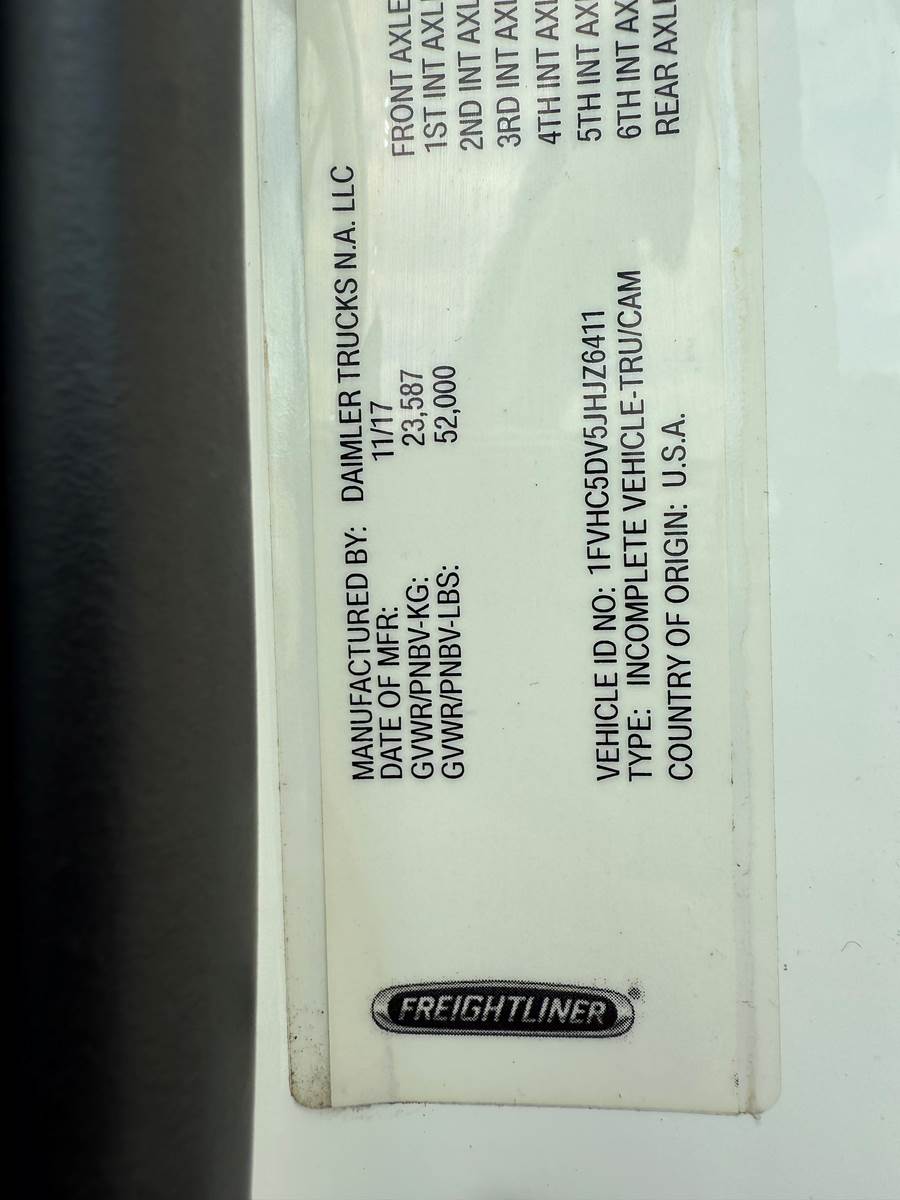 FREIGHTLINER
MANUFACTURED BY: DAIMLER TRUCKS N.A. LLC
DATE OF MFR: 11/17
GVWR/PNBV-KG: 23,587
GVWR/PNBV-LBS: 52,000
VEHICLE ID NO: 1FVHC5DV5JHJZ6411
TYPE: INCOMPLETE VEHICLE-TRU/CAM
COUNTRY OF ORIGIN: U.S.A.
FRONT AXLE
1ST INT AXL
2ND INT AXL
3RD INT AXL
4TH INT AXL
5TH INT AX
6TH INT AX
REAR AXL